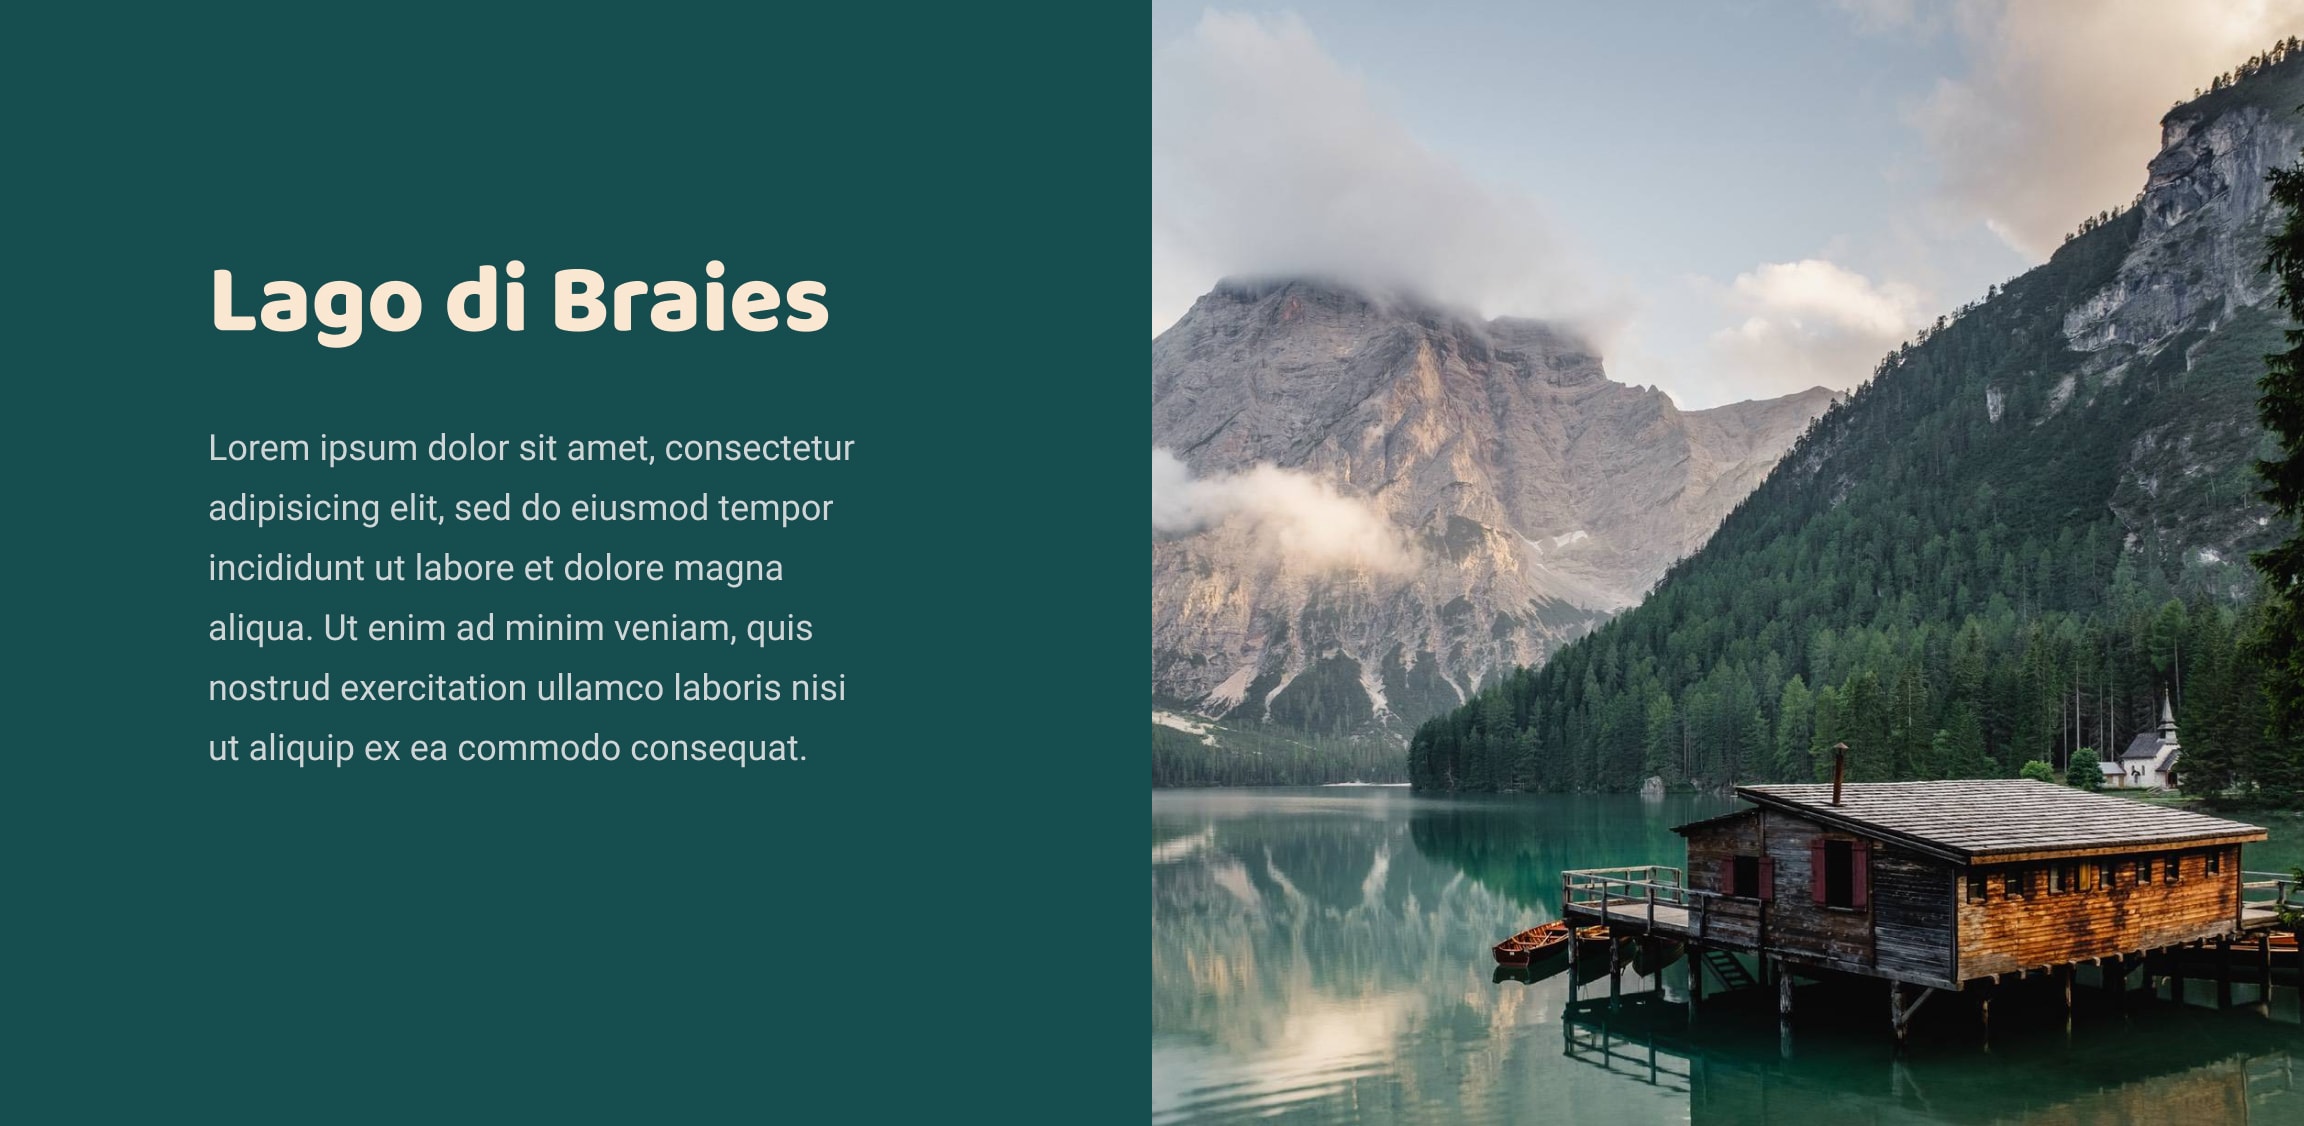 Lago di Braies
Lorem ipsum dolor sit amet, consectetur
adipisicing elit, sed do eiusmod tempor
incididunt ut labore et dolore magna
aliqua. Ut enim ad minim veniam, quis
nostrud exercitation ullamco laboris nisi
ut aliquip ex ea commodo consequat.